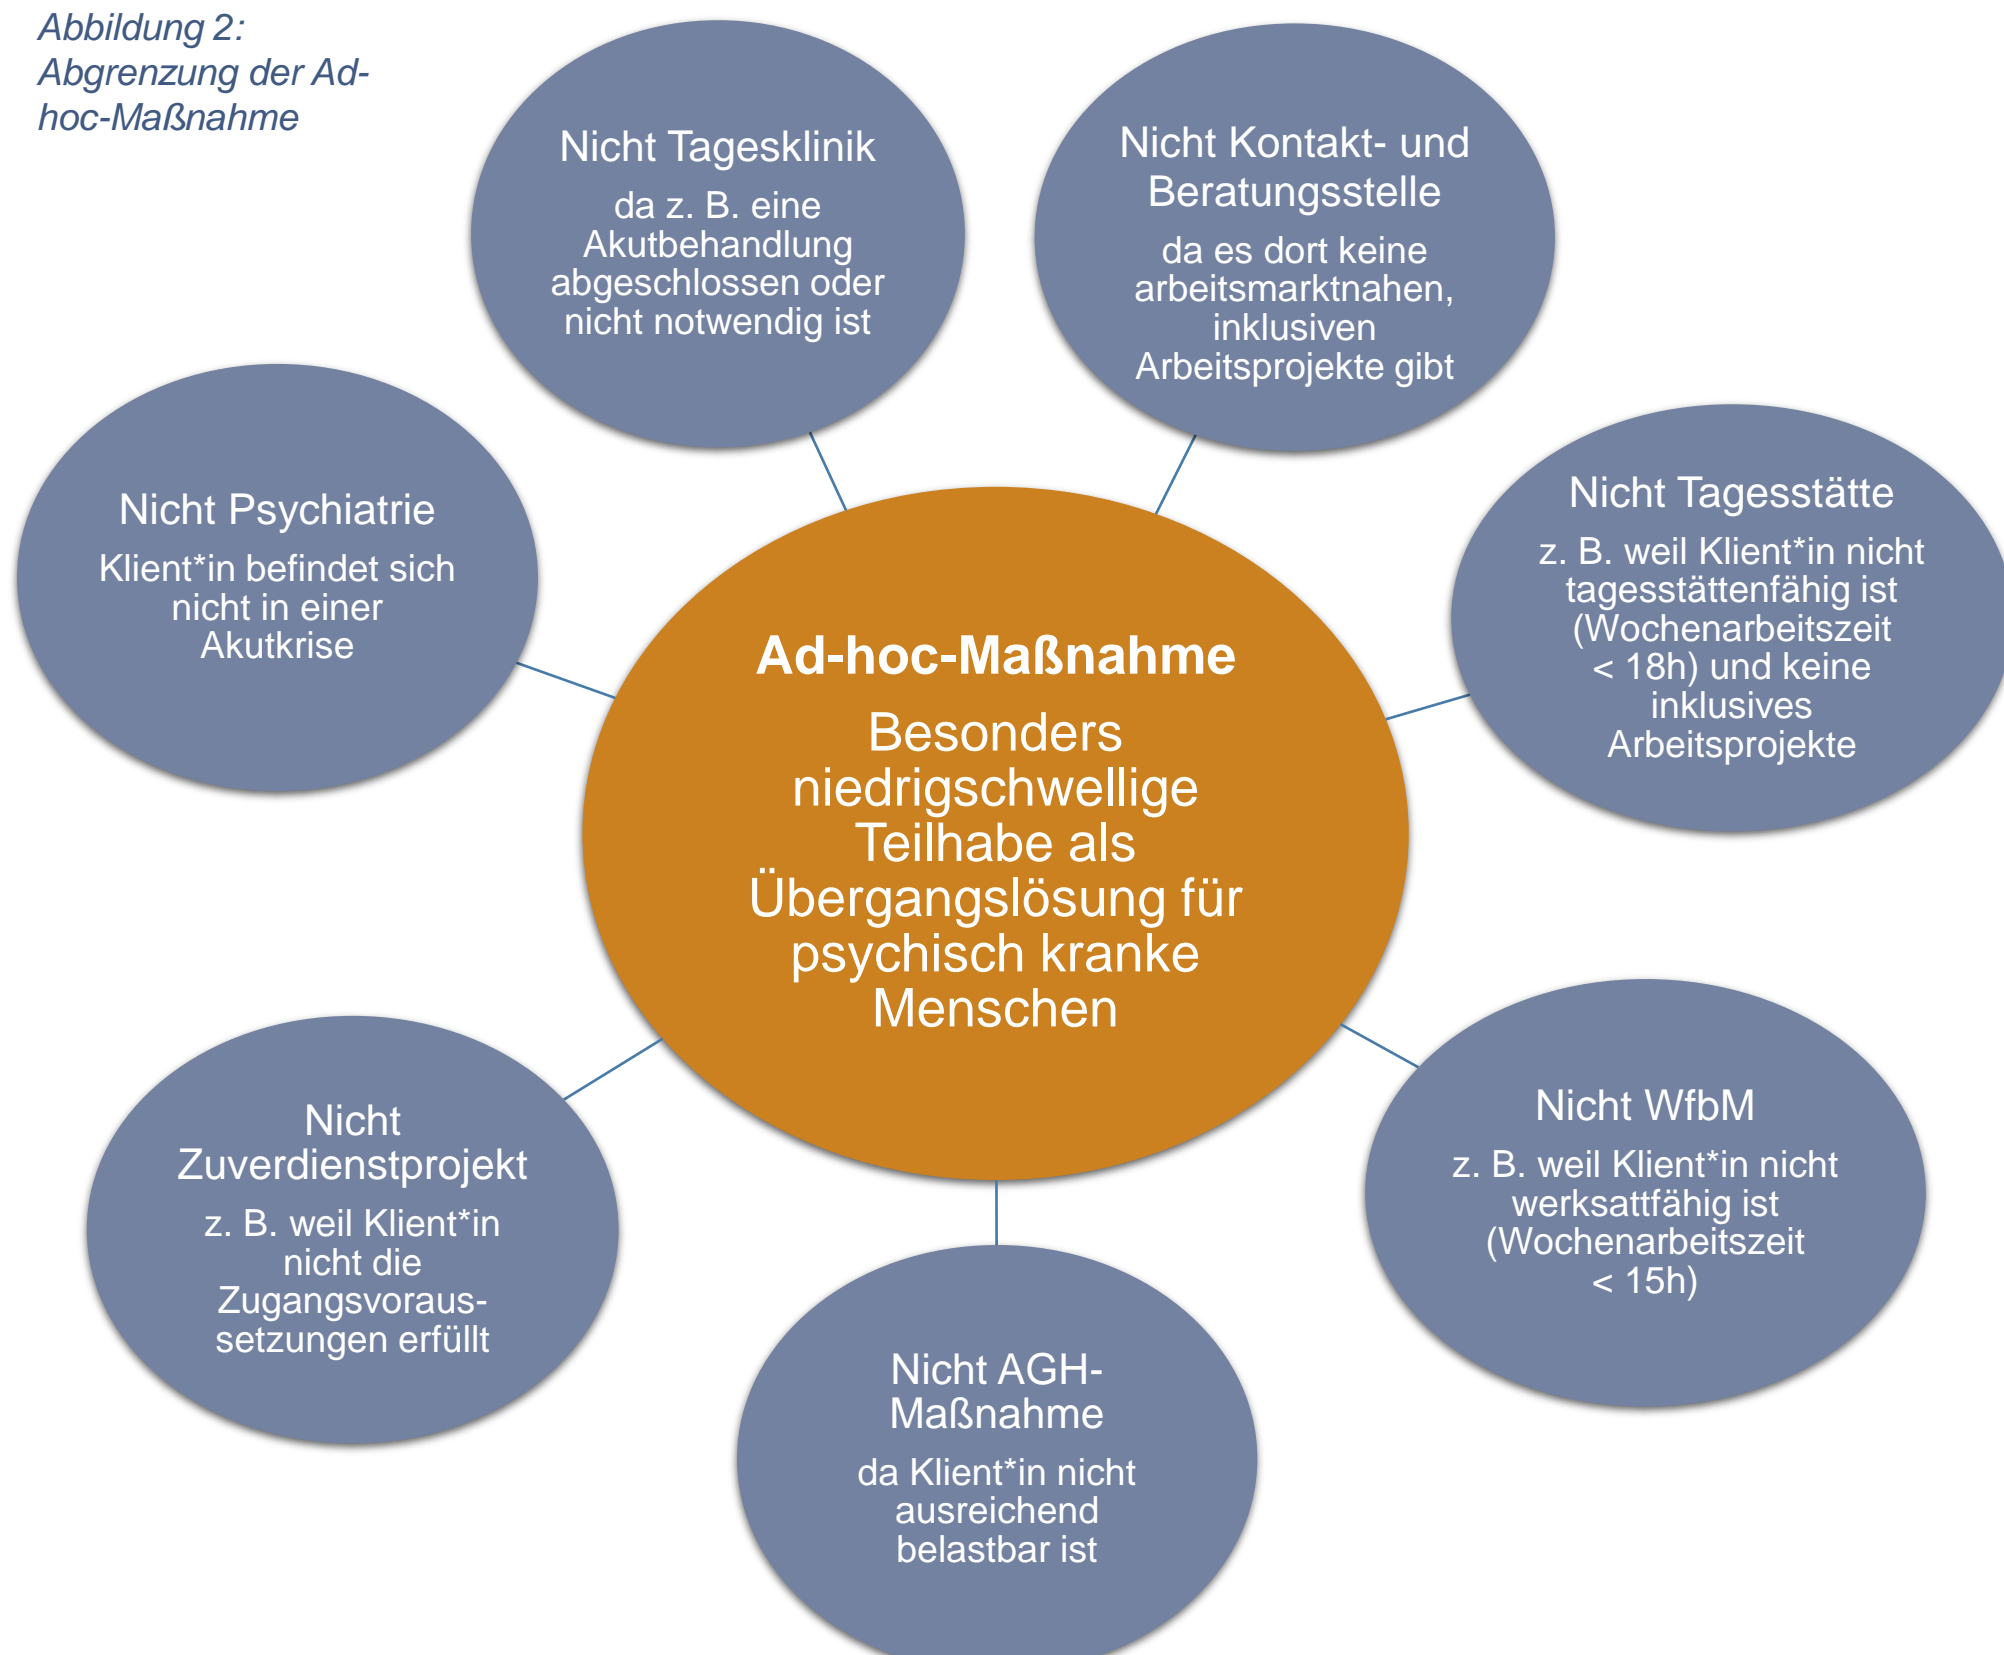 Abbildung 2:
Abgrenzung der Ad-
hoc-Maßnahme
Nicht Tagesklinik
da z. B. eine
Akutbehandlung
abgeschlossen oder
nicht notwendig ist
Nicht Kontakt- und
Beratungsstelle
da es dort keine
arbeitsmarktnahen,
inklusiven
Arbeitsprojekte gibt
Nicht Psychiatrie
Klient*in befindet sich
nicht in einer
Akutkrise
Nicht Tagesstätte
z. B. weil Klient*in nicht
tagesstättenfähig ist
(Wochenarbeitszeit
< 18h) und keine
inklusives
Arbeitsprojekte
Ad-hoc-Maßnahme
Besonders
niedrigschwellige
Teilhabe als
Übergangslösung für
psychisch kranke
Menschen
Nicht
Zuverdienstprojekt
z. B. weil Klient*in
nicht die
Zugangsvoraus-
setzungen erfüllt
Nicht WfbM
z. B. weil Klient*in nicht
werksattfähig ist
(Wochenarbeitszeit
< 15h)
Nicht AGH-
Maßnahme
da Klient*in nicht
ausreichend
belastbar ist